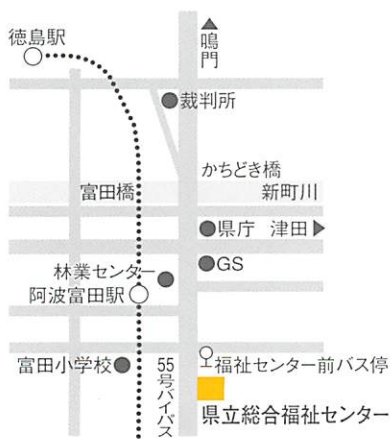 鳴門
徳島駅
裁判所
かちどき橋
富田橋
新町川
県庁
津田
GS
林業センター
阿波富田駅
富田小学校
55号バイパス
福祉センター前バス停
県立総合福祉センター